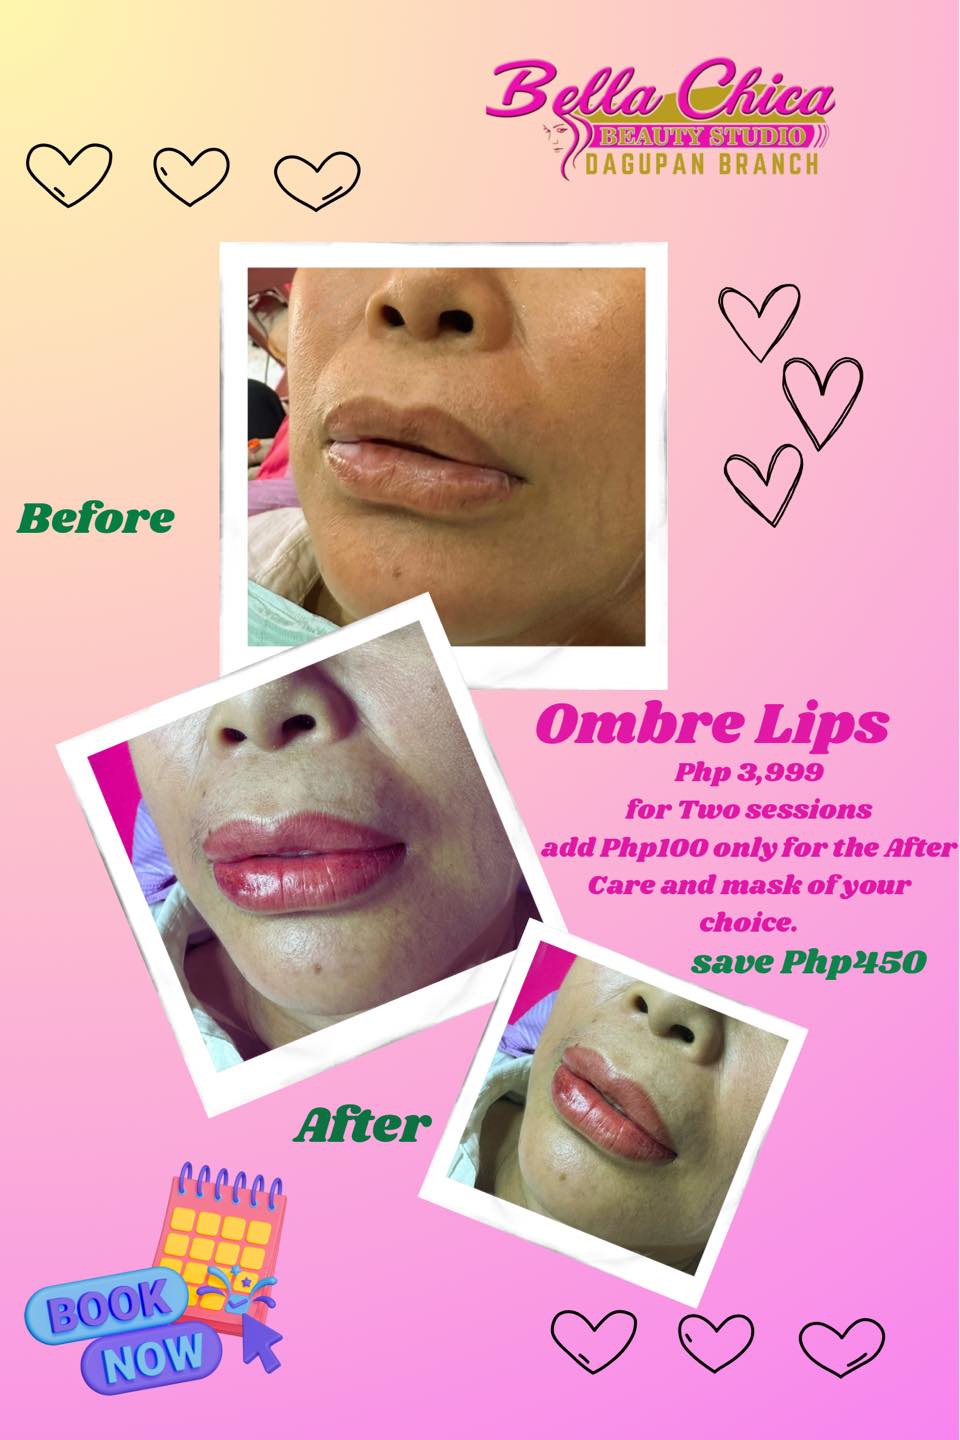 Bella Chica
BEAUTY STUDIO
DAGUPAN BRANCH
Before
Ombre Lips
Php 3,999
for Two sessions
add Php100 only for the After
Care and mask of your
choice.
save Php450
After
BOOK
NOW